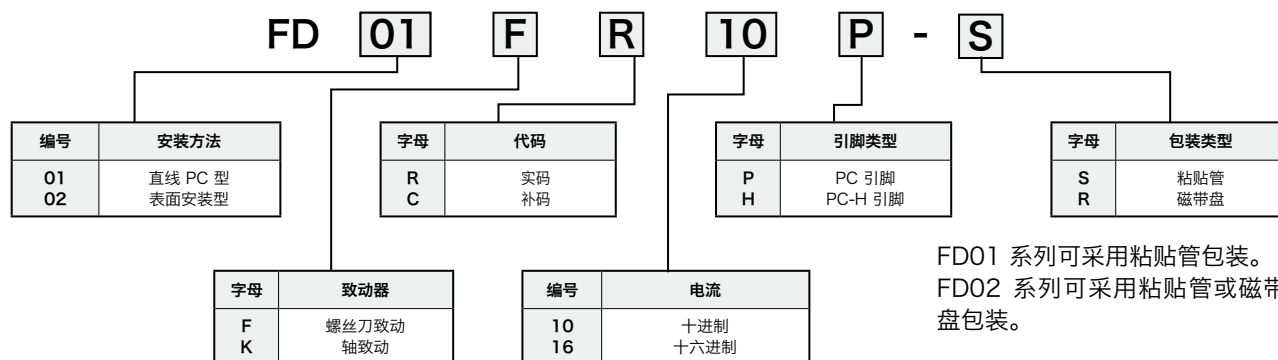 FD 01 F R 10 P - S
编号 安装方法
01 直线 PC 型
02 表面安装型
字母 代码
R 实码
C 补码
字母 引脚类型
P PC 引脚
H PC-H 引脚
字母 包装类型
S 粘贴管
R 磁带盘
字母 致动器
F 螺丝刀致动
K 轴致动
编号 电流
10 十进制
16 十六进制
FD01 系列可采用粘贴管包装。
FD02 系列可采用粘贴管或磁带
盘包装。